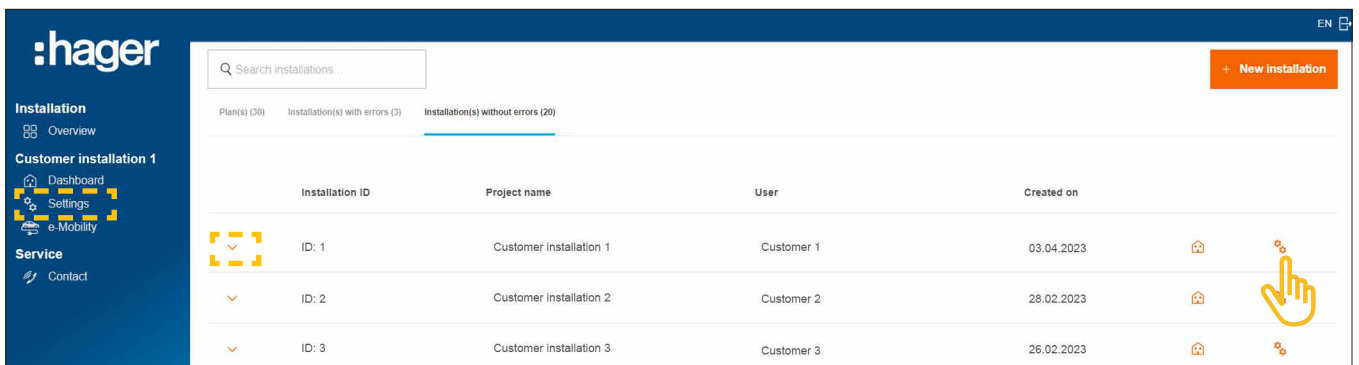 EN
:hager
Search installations...
+ New installation
Installation
Overview
Customer installation 1
Dashboard
Settings
e-Mobility
Service
Contact
Plan(s) (30) Installation(s) with errors (3) Installation(s) without errors (20)
Installation ID Project name User Created on
ID: 1 Customer installation 1 Customer 1 03.04.2023
ID: 2 Customer installation 2 Customer 2 28.02.2023
ID: 3 Customer installation 3 Customer 3 26.02.2023